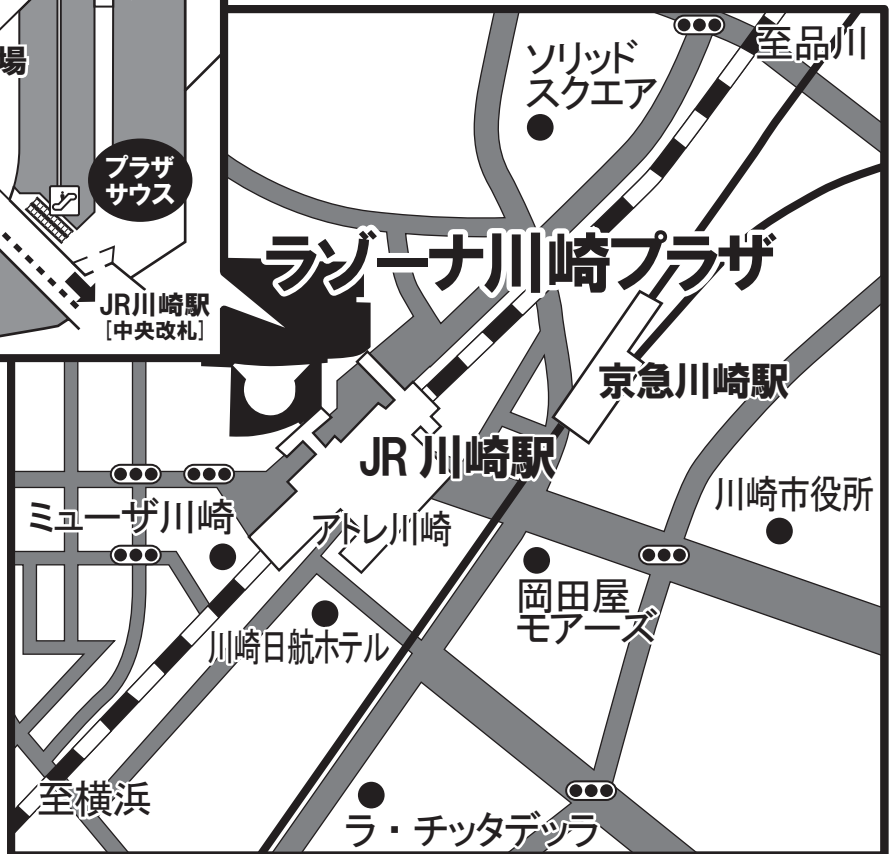 場
プラザ
サウス
JR川崎駅
[中央改札]
至品川
ソリッド
スクエア
ラゾーナ川崎プラザ
京急川崎駅
JR 川崎駅
川崎市役所
ミューザ川崎
アトレ川崎
岡田屋
モアーズ
川崎日航ホテル
至横浜
ラ・チッタデッラ